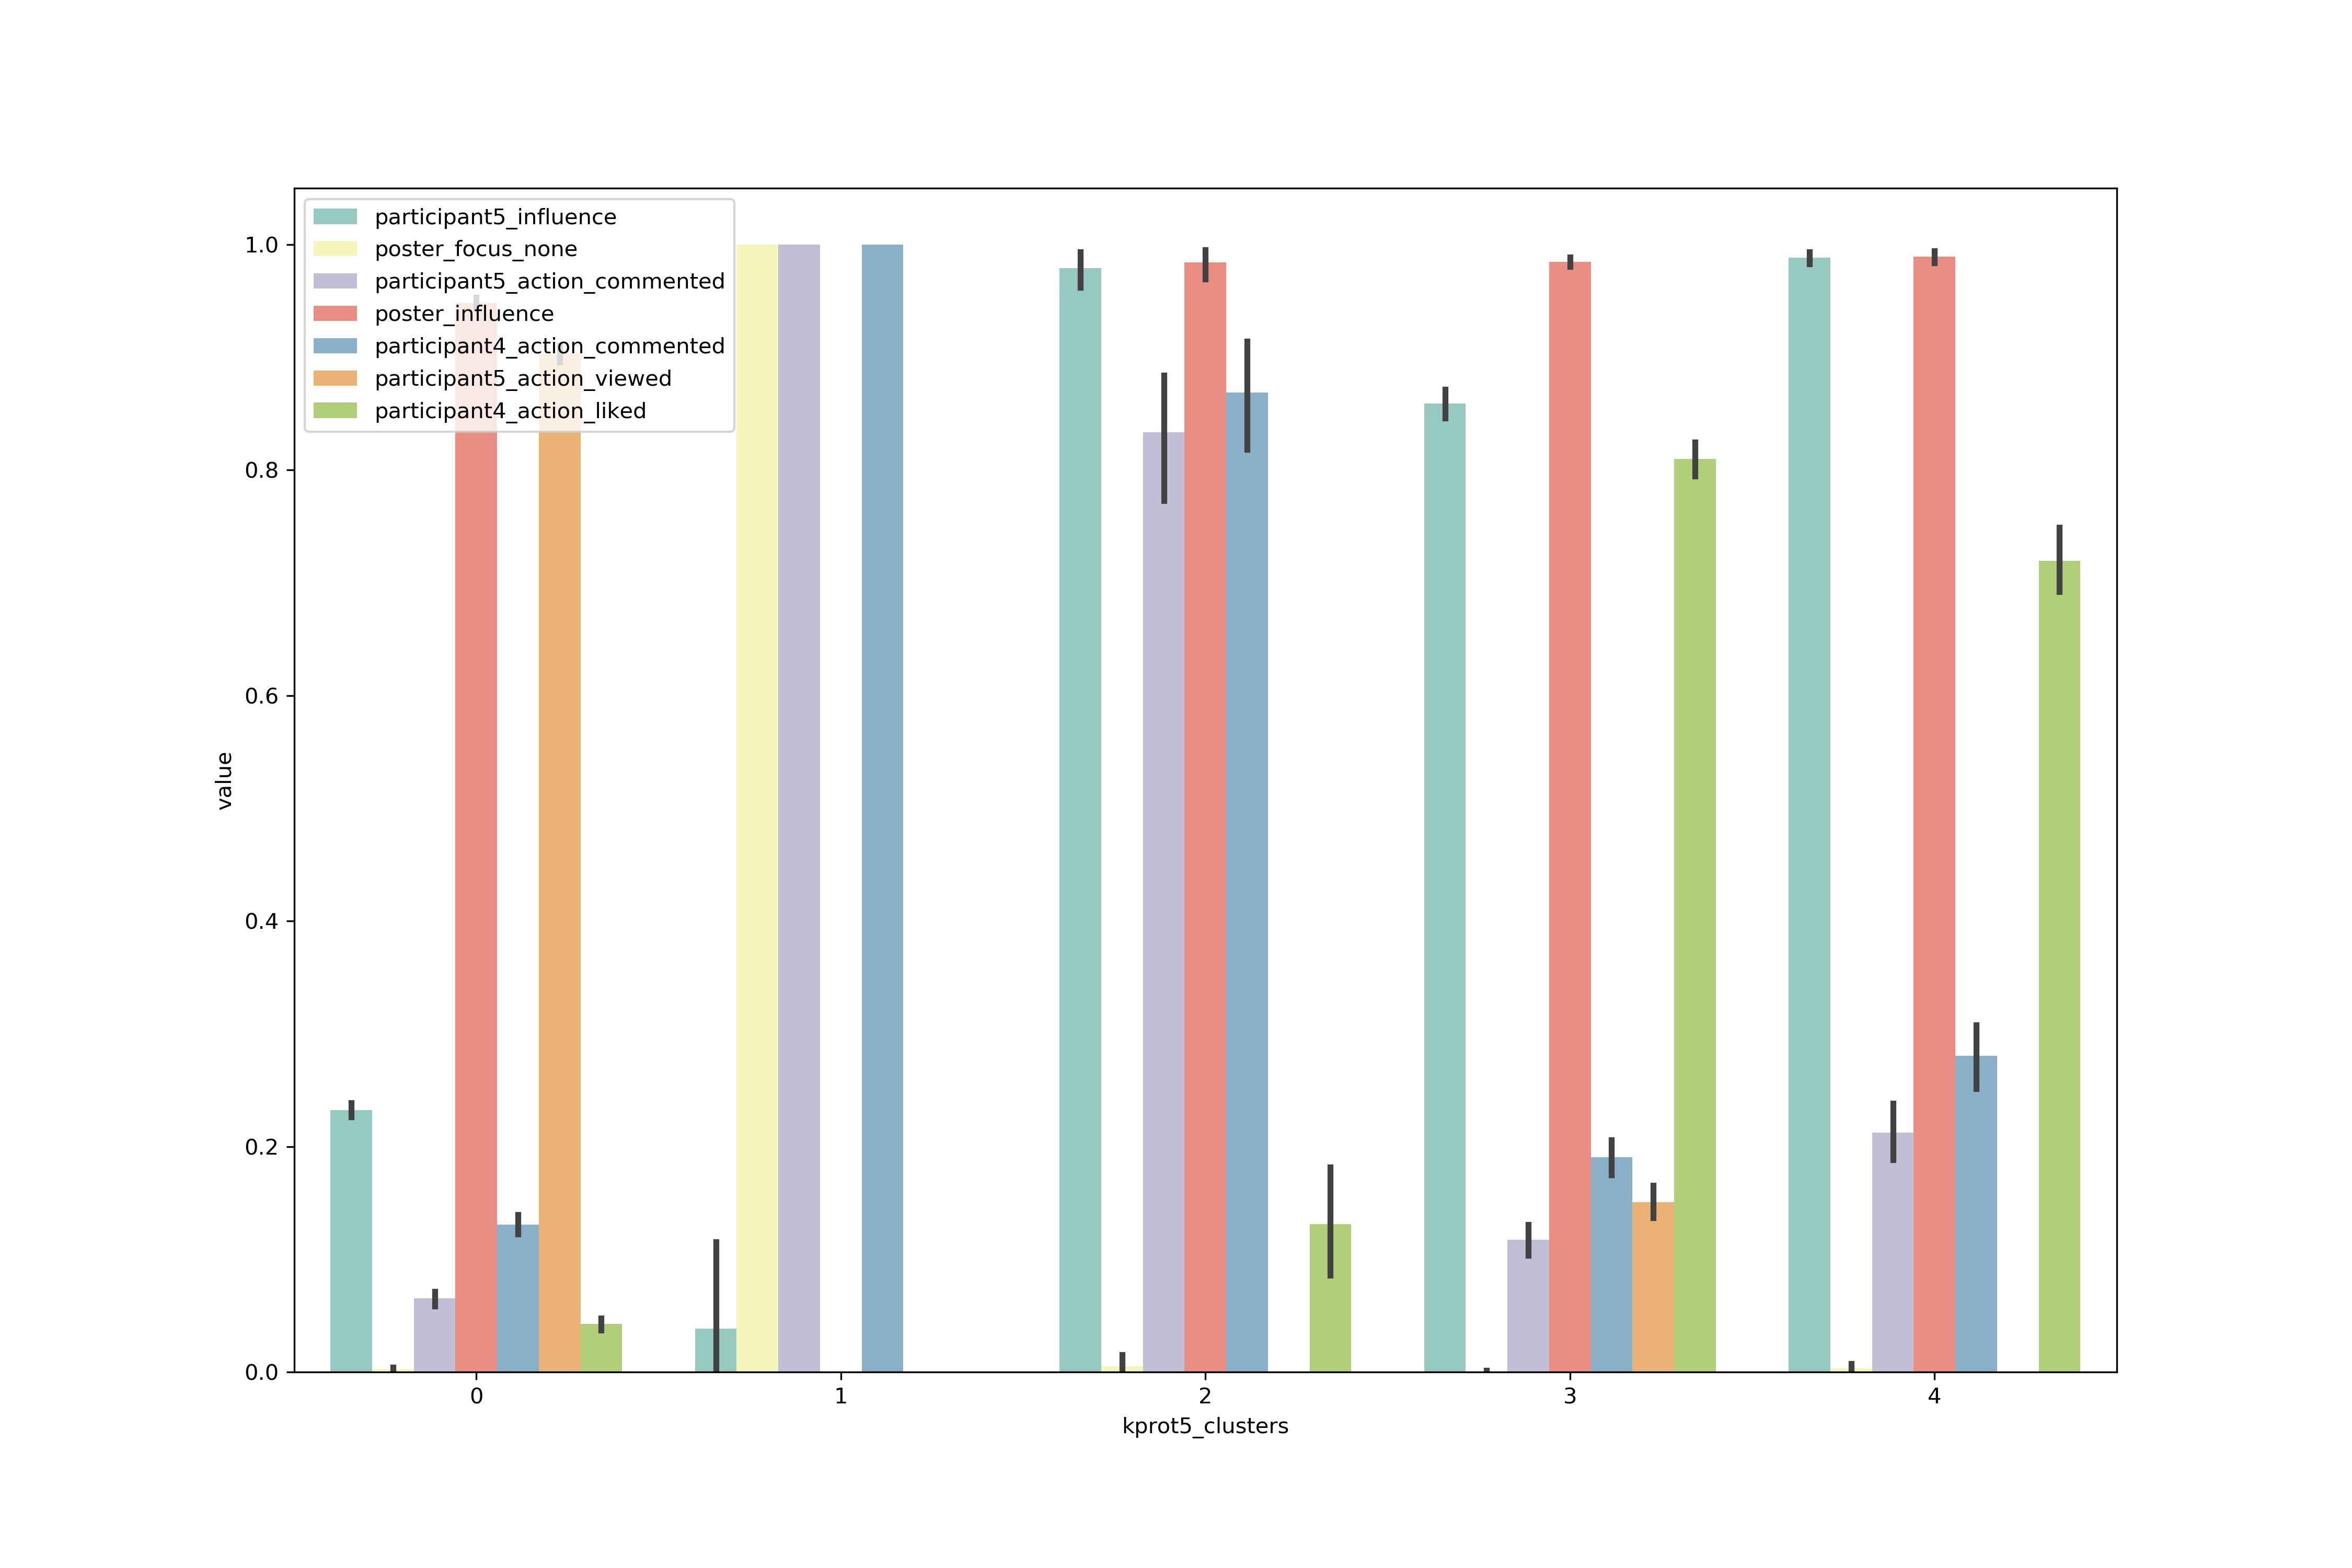 participant5_influence
poster_focus_none
participant5_action_commented
poster_influence
participant4_action_commented
participant5_action_viewed
participant4_action_liked
1.0
0.8
0.6
0.4
0.2
0.0
value
0 1 2 3 4
kprot5_clusters